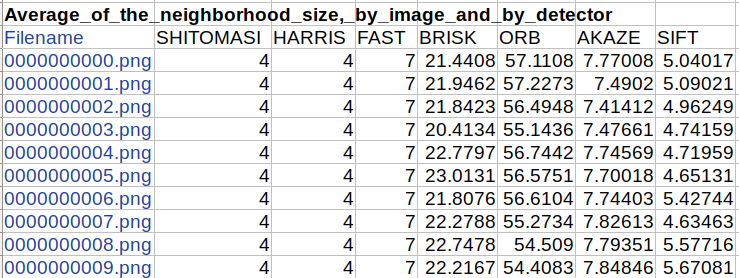 Average_of_the_neighborhood_size,_by_image_and_by_detector
Filename SHITOMASI HARRIS FAST BRISK ORB AKAZE SIFT
0000000000.png 4 4 7 21.4408 57.1108 7.77008 5.04017
0000000001.png 4 4 7 21.9462 57.2273 7.4902 5.09021
0000000002.png 4 4 7 21.8423 56.4948 7.41412 4.96249
0000000003.png 4 4 7 20.4134 55.1436 7.47661 4.74159
0000000004.png 4 4 7 22.7797 56.7442 7.74569 4.71959
0000000005.png 4 4 7 23.0131 56.5751 7.70018 4.65131
0000000006.png 4 4 7 21.8076 56.6104 7.74403 5.42744
0000000007.png 4 4 7 22.2788 55.2734 7.82613 4.63463
0000000008.png 4 4 7 22.7478 54.509 7.79351 5.57716
0000000009.png 4 4 7 22.2167 54.4083 7.84846 5.67081